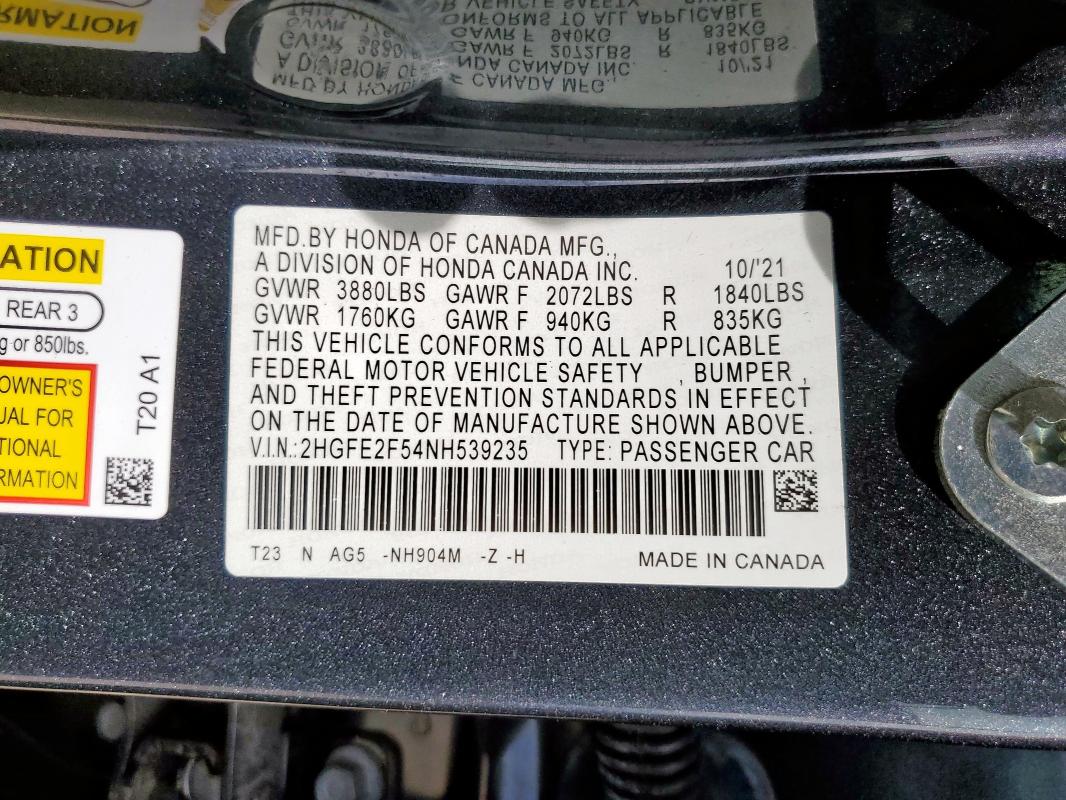 RMATION
ATION
REAR 3
g or 850lbs.
OWNER'S
UAL FOR
TIONAL
RMATION
T20 A1
MFD.BY HONDA OF CANADA MFG.,
A DIVISION OF HONDA CANADA INC. 10/'21
GVWR 3880LBS GAWR F 2072LBS R 1840LBS
GVWR 1760KG GAWR F 940KG R 835KG
THIS VEHICLE CONFORMS TO ALL APPLICABLE
FEDERAL MOTOR VEHICLE SAFETY , BUMPER ,
AND THEFT PREVENTION STANDARDS IN EFFECT
ON THE DATE OF MANUFACTURE SHOWN ABOVE.
V.I.N.:2HGFE2F54NH539235 TYPE: PASSENGER CAR
T23 N AG5 -NH904M -Z -H MADE IN CANADA